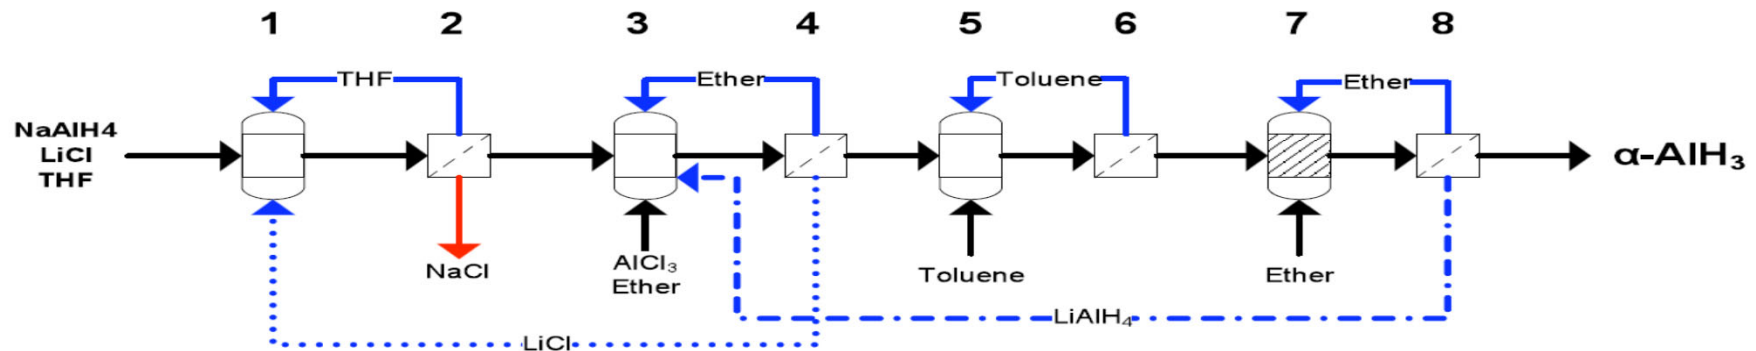 1 2 3 4 5 6 7 8
THF Ether Toluene Ether
NaAlH4
LiCl
THF
α-AlH₃
NaCl
AlCl₃
Ether
Toluene
Ether
LiAlH₄
LiCl